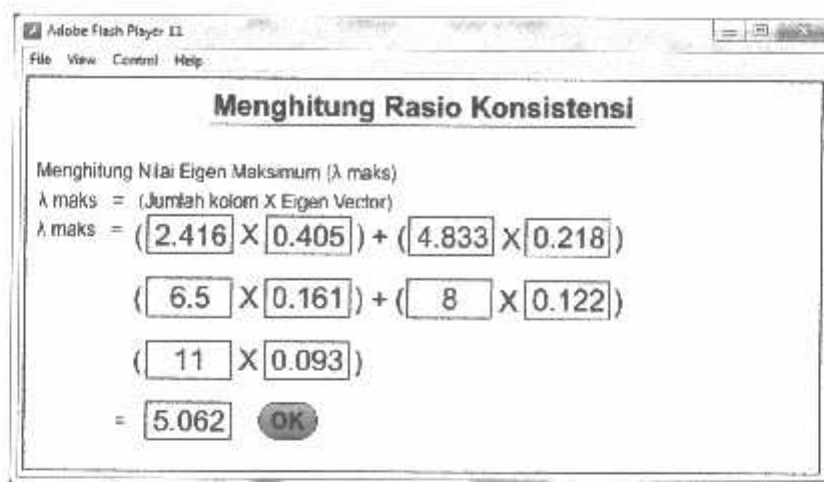 Adobe Flash Player 11
File View Control Help
Menghitung Rasio Konsistensi
Menghitung Nilai Eigen Maksimum (λ maks)
λ maks = (Jumlah kolom X Eigen Vector)
λ maks = ( 2.416 X 0.405 ) + ( 4.833 X 0.218 )
( 6.5 X 0.161 ) + ( 8 X 0.122 )
( 11 X 0.093 )
= 5.062 OK